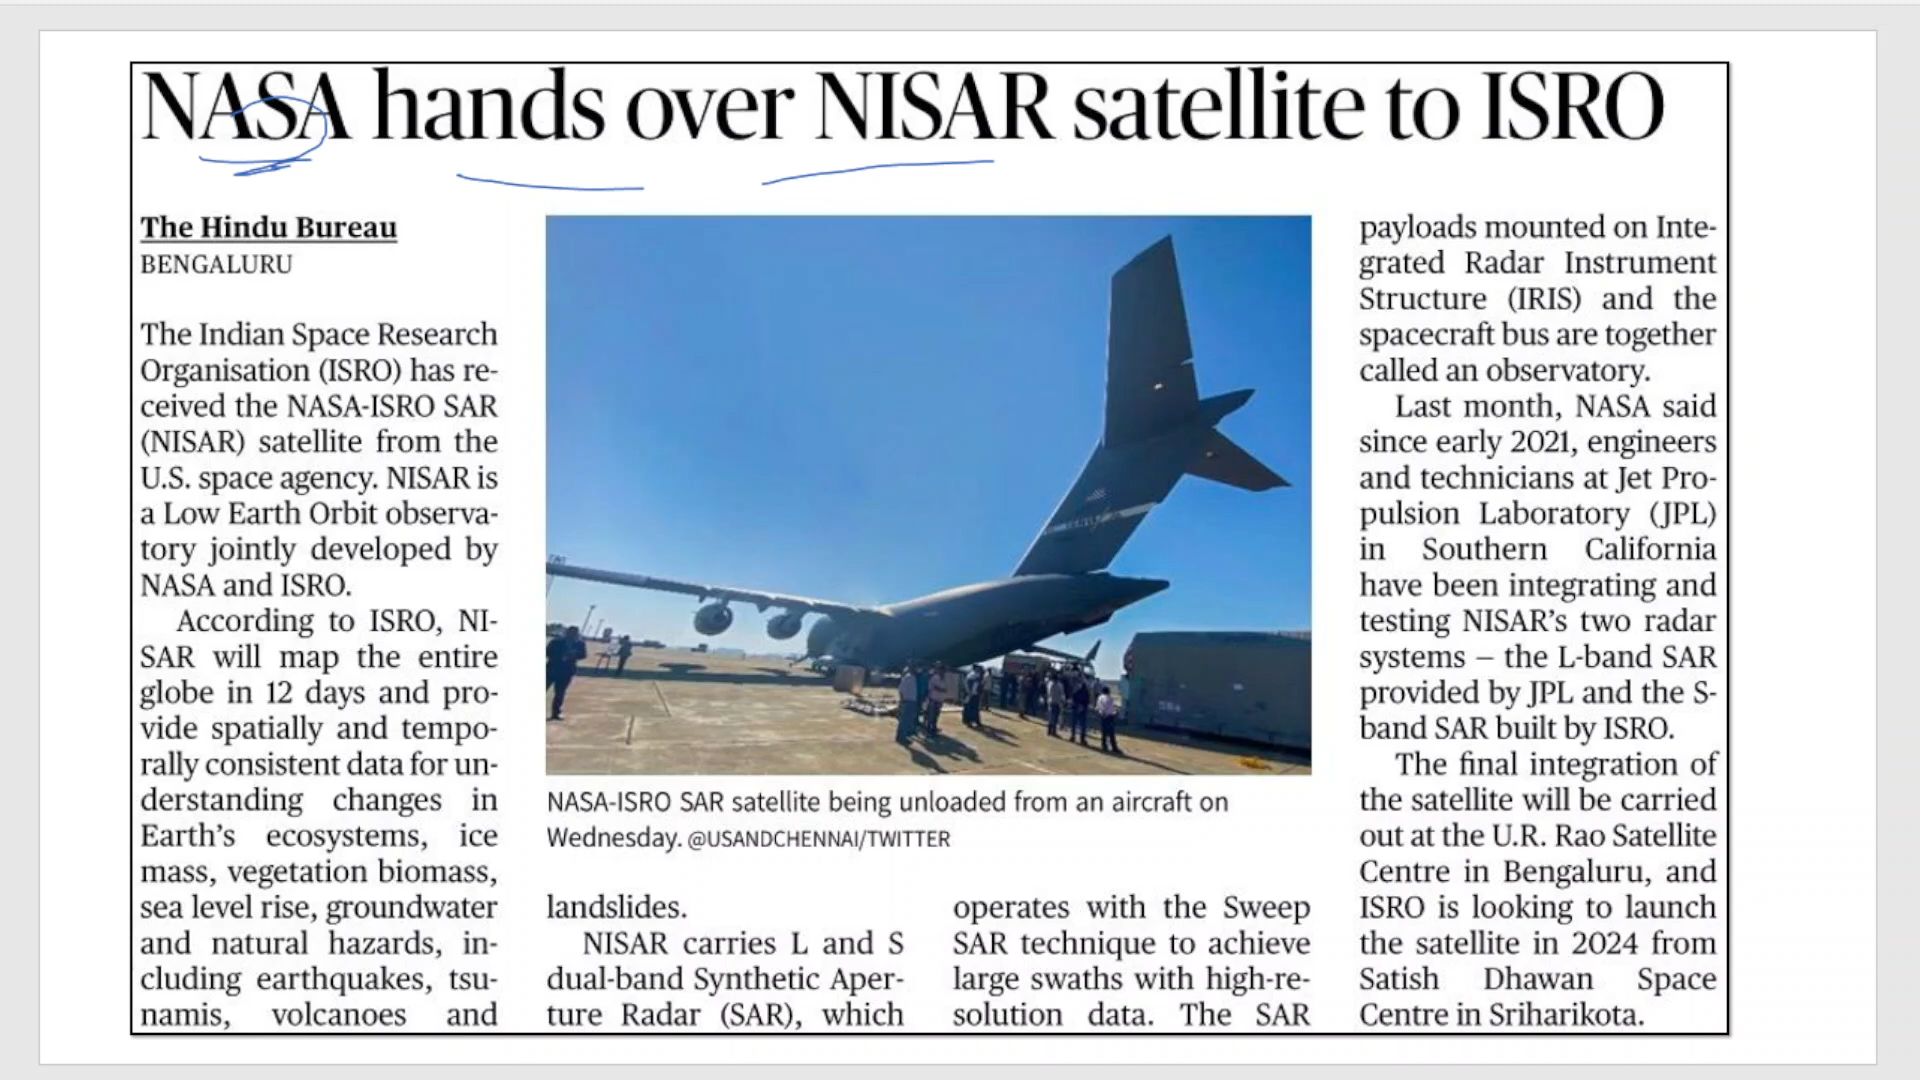 NASA hands over NISAR satellite to ISRO
The Hindu Bureau
BENGALURU
The Indian Space Research
Organisation (ISRO) has re-
ceived the NASA-ISRO SAR
(NISAR) satellite from the
U.S. space agency. NISAR is
a Low Earth Orbit observa-
tory jointly developed by
NASA and ISRO.
According to ISRO, NI-
SAR will map the entire
globe in 12 days and pro-
vide spatially and tempo-
rally consistent data for un-
derstanding changes in
Earth's ecosystems, ice
mass, vegetation biomass,
sea level rise, groundwater
and natural hazards, in-
cluding earthquakes, tsu-
namis, volcanoes and
NASA-ISRO SAR satellite being unloaded from an aircraft on
Wednesday. @USANDCHENNAI/TWITTER
landslides.
NISAR carries L and S
dual-band Synthetic Aper-
ture Radar (SAR), which
operates with the Sweep
SAR technique to achieve
large swaths with high-re-
solution data. The SAR
payloads mounted on Inte-
grated Radar Instrument
Structure (IRIS) and the
spacecraft bus are together
called an observatory.
Last month, NASA said
since early 2021, engineers
and technicians at Jet Pro-
pulsion Laboratory (JPL)
in Southern California
have been integrating and
testing NISAR's two radar
systems – the L-band SAR
provided by JPL and the S-
band SAR built by ISRO.
The final integration of
the satellite will be carried
out at the U.R. Rao Satellite
Centre in Bengaluru, and
ISRO is looking to launch
the satellite in 2024 from
Satish Dhawan Space
Centre in Sriharikota.